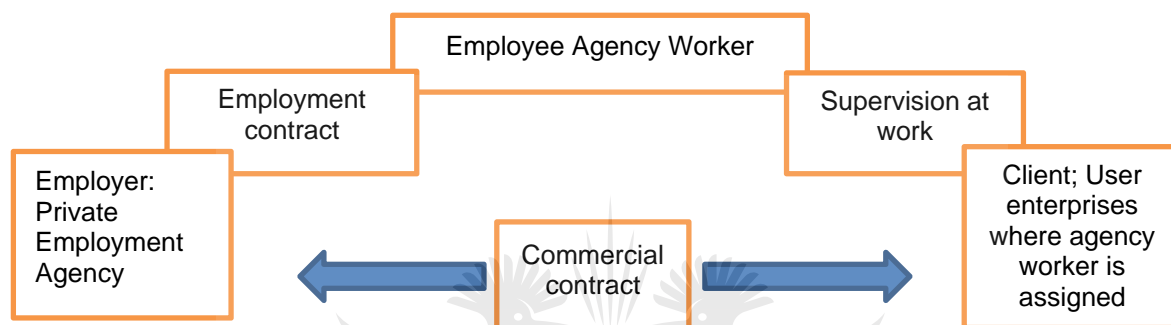 Employee Agency Worker
Employment
contract
Supervision at
work
Employer:
Private
Employment
Agency
Commercial
contract
Client; User
enterprises
where agency
worker is
assigned